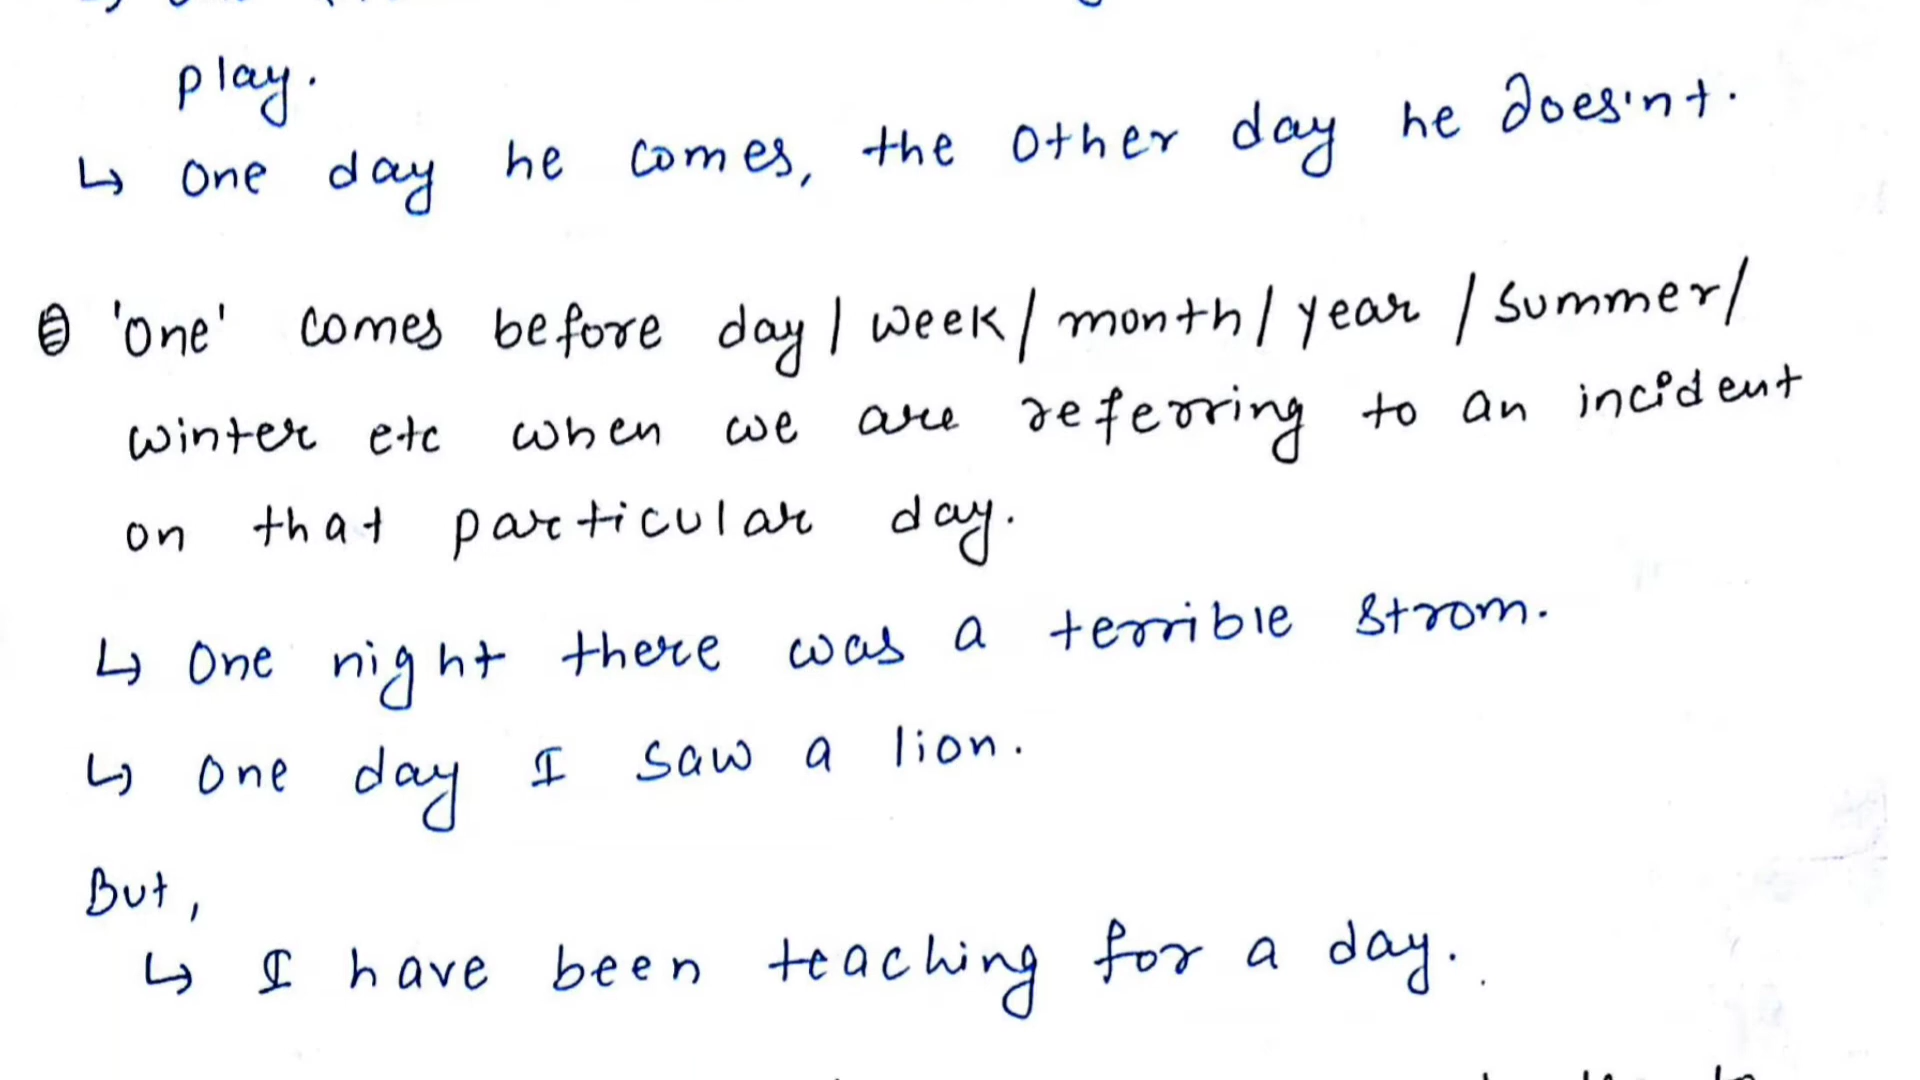 play.
↳ One day he comes, the other day he does'nt.
'One' comes before day/week/month/year/summer/
winter etc when we are referring to an incident
on that particular day.
↳ One night there was a terrible strom.
↳ One day I saw a lion.
But,
↳ I have been teaching for a day.